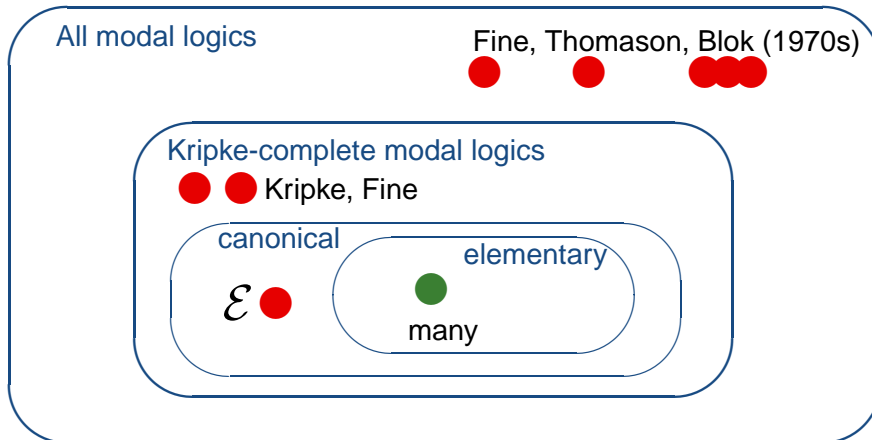 All modal logics
Fine, Thomason, Blok (1970s)
Kripke-complete modal logics
Kripke, Fine
canonical
elementary
ℰ
many